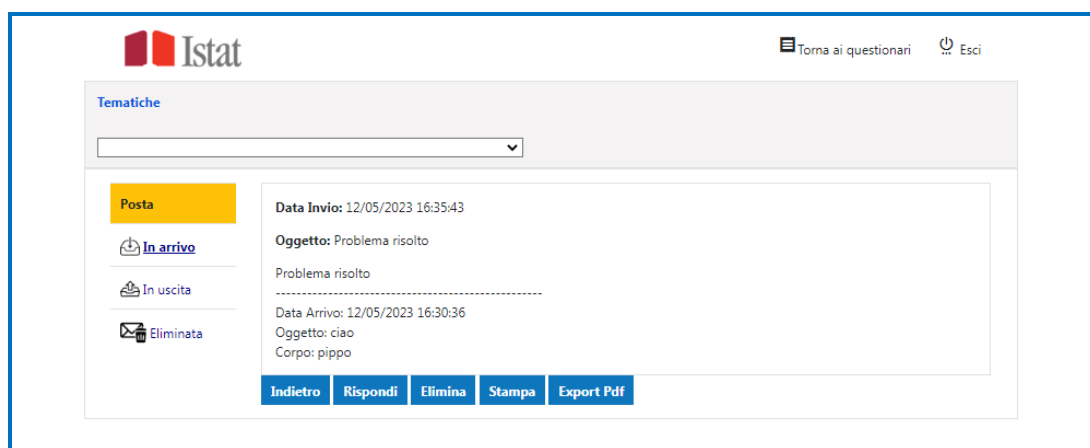 Istat
Torna ai questionari
Esci
Tematiche
Posta
In arrivo
In uscita
Eliminata
Data Invio: 12/05/2023 16:35:43
Oggetto: Problema risolto
Problema risolto
----------------------------------------------------
Data Arrivo: 12/05/2023 16:30:36
Oggetto: ciao
Corpo: pippo
Indietro Rispondi Elimina Stampa Export Pdf